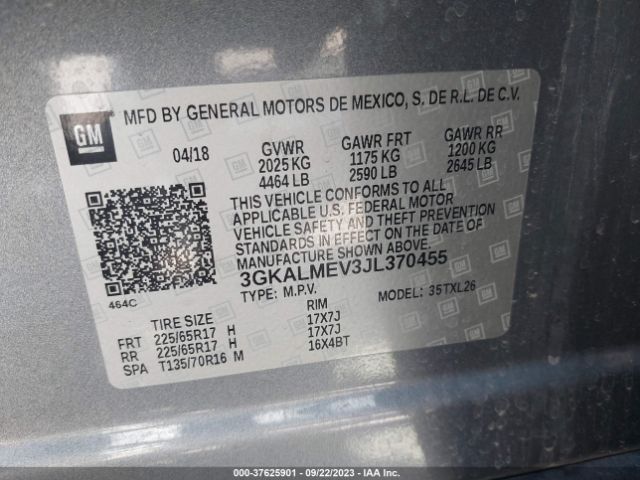 GM
MFD BY GENERAL MOTORS DE MEXICO, S. DE R.L. DE C.V.
04/18 GVWR GAWR FRT GAWR RR
2025 KG 1175 KG 1200 KG
4464 LB 2590 LB 2645 LB
THIS VEHICLE CONFORMS TO ALL
APPLICABLE U.S. FEDERAL MOTOR
VEHICLE SAFETY AND THEFT PREVENTION
STANDARDS IN EFFECT ON THE DATE OF
MANUFACTURE SHOWN ABOVE.
3GKALMEV3JL370455
464C
TYPE: M.P.V. MODEL: 35TXL26
TIRE SIZE RIM
FRT 225/65R17 H 17X7J
RR 225/65R17 H 17X7J
SPA T135/70R16 M 16X4BT
000-37625901 - 09/22/2023 - IAA Inc.